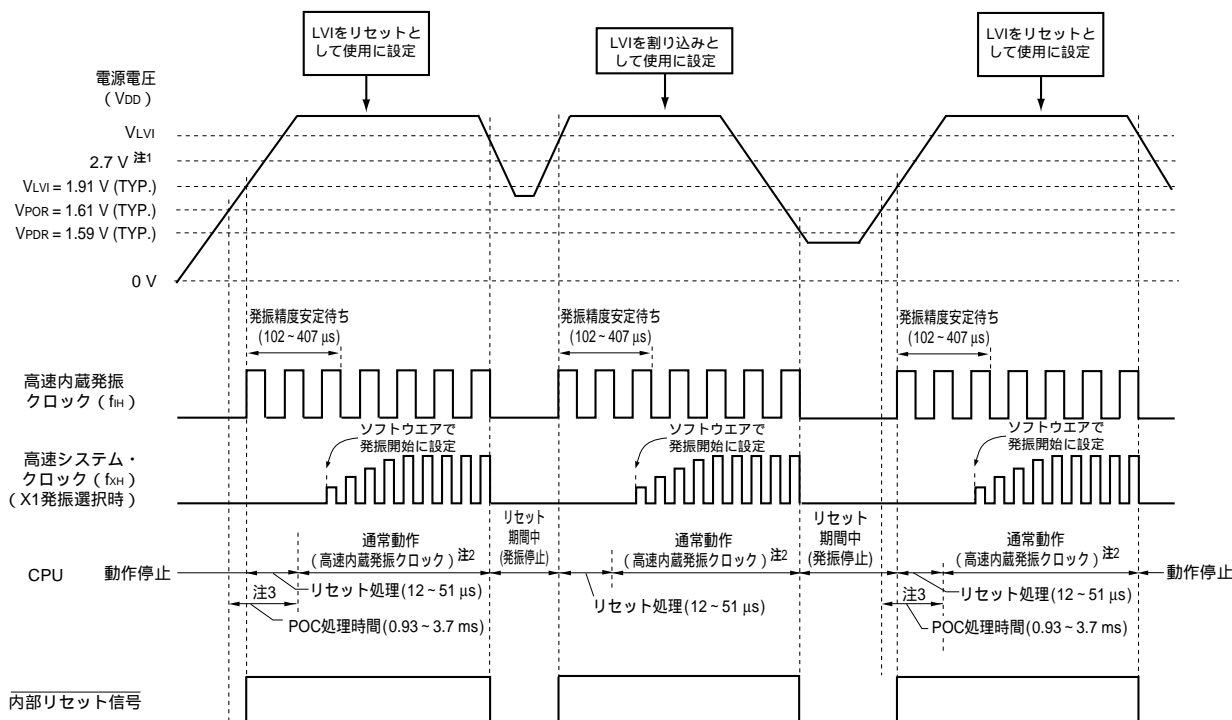 LVIをリセットと
して使用に設定
LVIを割り込みと
して使用に設定
LVIをリセットと
して使用に設定
電源電圧
（VDD）
VLVI
2.7 V 注1
VLVI = 1.91 V (TYP.)
VPOR = 1.61 V (TYP.)
VPDR = 1.59 V (TYP.)
0 V
発振精度安定待ち
(102~407 μs)
発振精度安定待ち
(102~407 μs)
発振精度安定待ち
(102~407 μs)
高速内蔵発振
クロック（fIH）
ソフトウエアで
発振開始に設定
ソフトウエアで
発振開始に設定
ソフトウエアで
発振開始に設定
高速システム・
クロック（fXH）
（X1発振選択時）
リセット
期間中
(発振停止)
リセット
期間中
(発振停止)
通常動作
(高速内蔵発振クロック) 注2
通常動作
(高速内蔵発振クロック) 注2
通常動作
(高速内蔵発振クロック) 注2
CPU
動作停止
動作停止
注3
リセット処理(12~51 μs)
POC処理時間(0.93~3.7 ms)
リセット処理(12~51 μs)
注3
リセット処理(12~51 μs)
POC処理時間(0.93~3.7 ms)
内部リセット信号